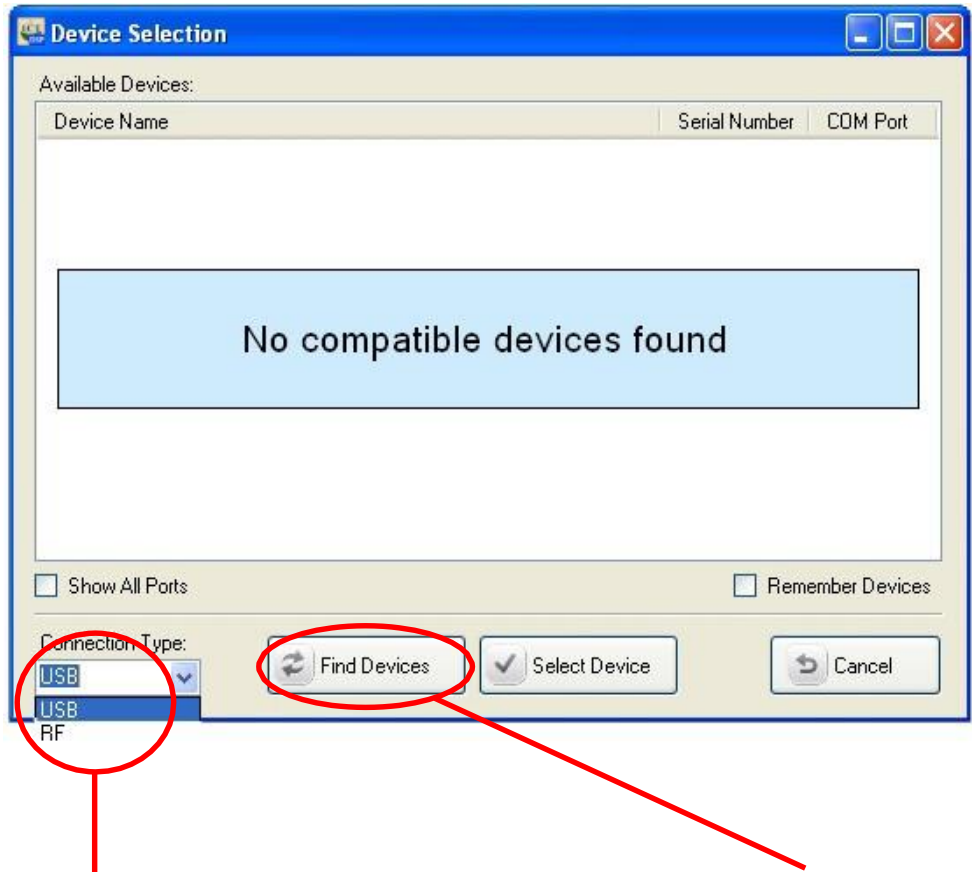 Device Selection
Available Devices:
Device Name Serial Number COM Port
No compatible devices found
Show All Ports Remember Devices
Connection Type:
USB Find Devices Select Device Cancel
USB
RF